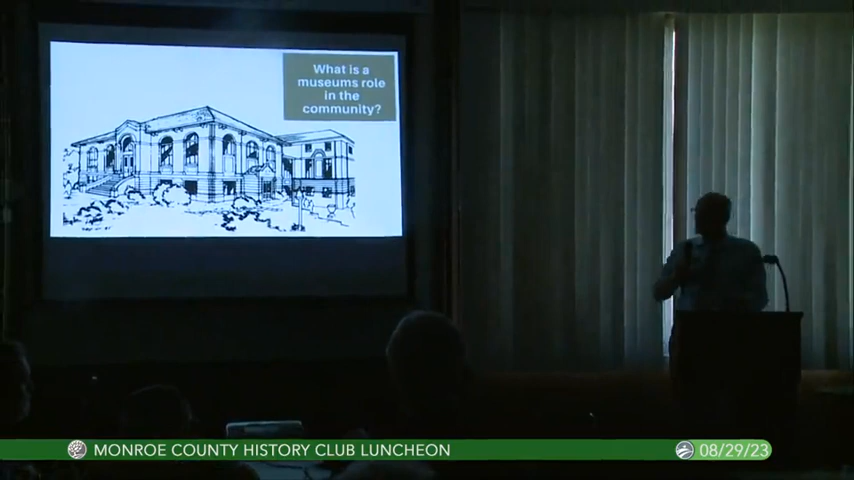 What is a
museums role
in the
community?
MONROE COUNTY HISTORY CLUB LUNCHEON
08/29/23